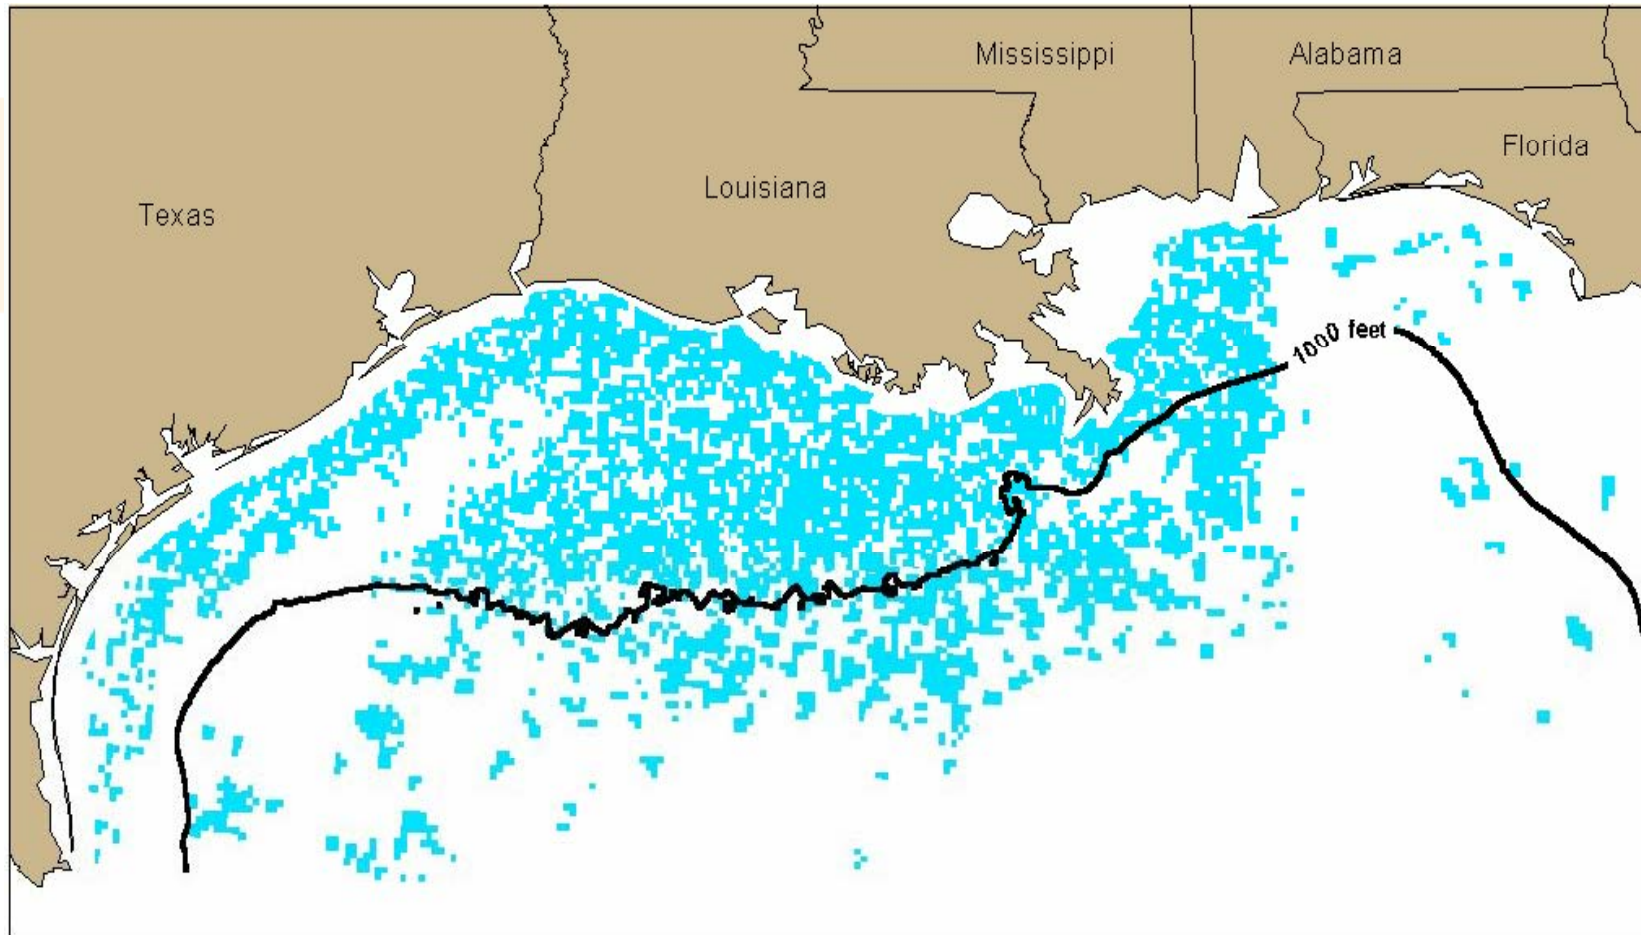 Mississippi
Alabama
Florida
Louisiana
Texas
1000 feet